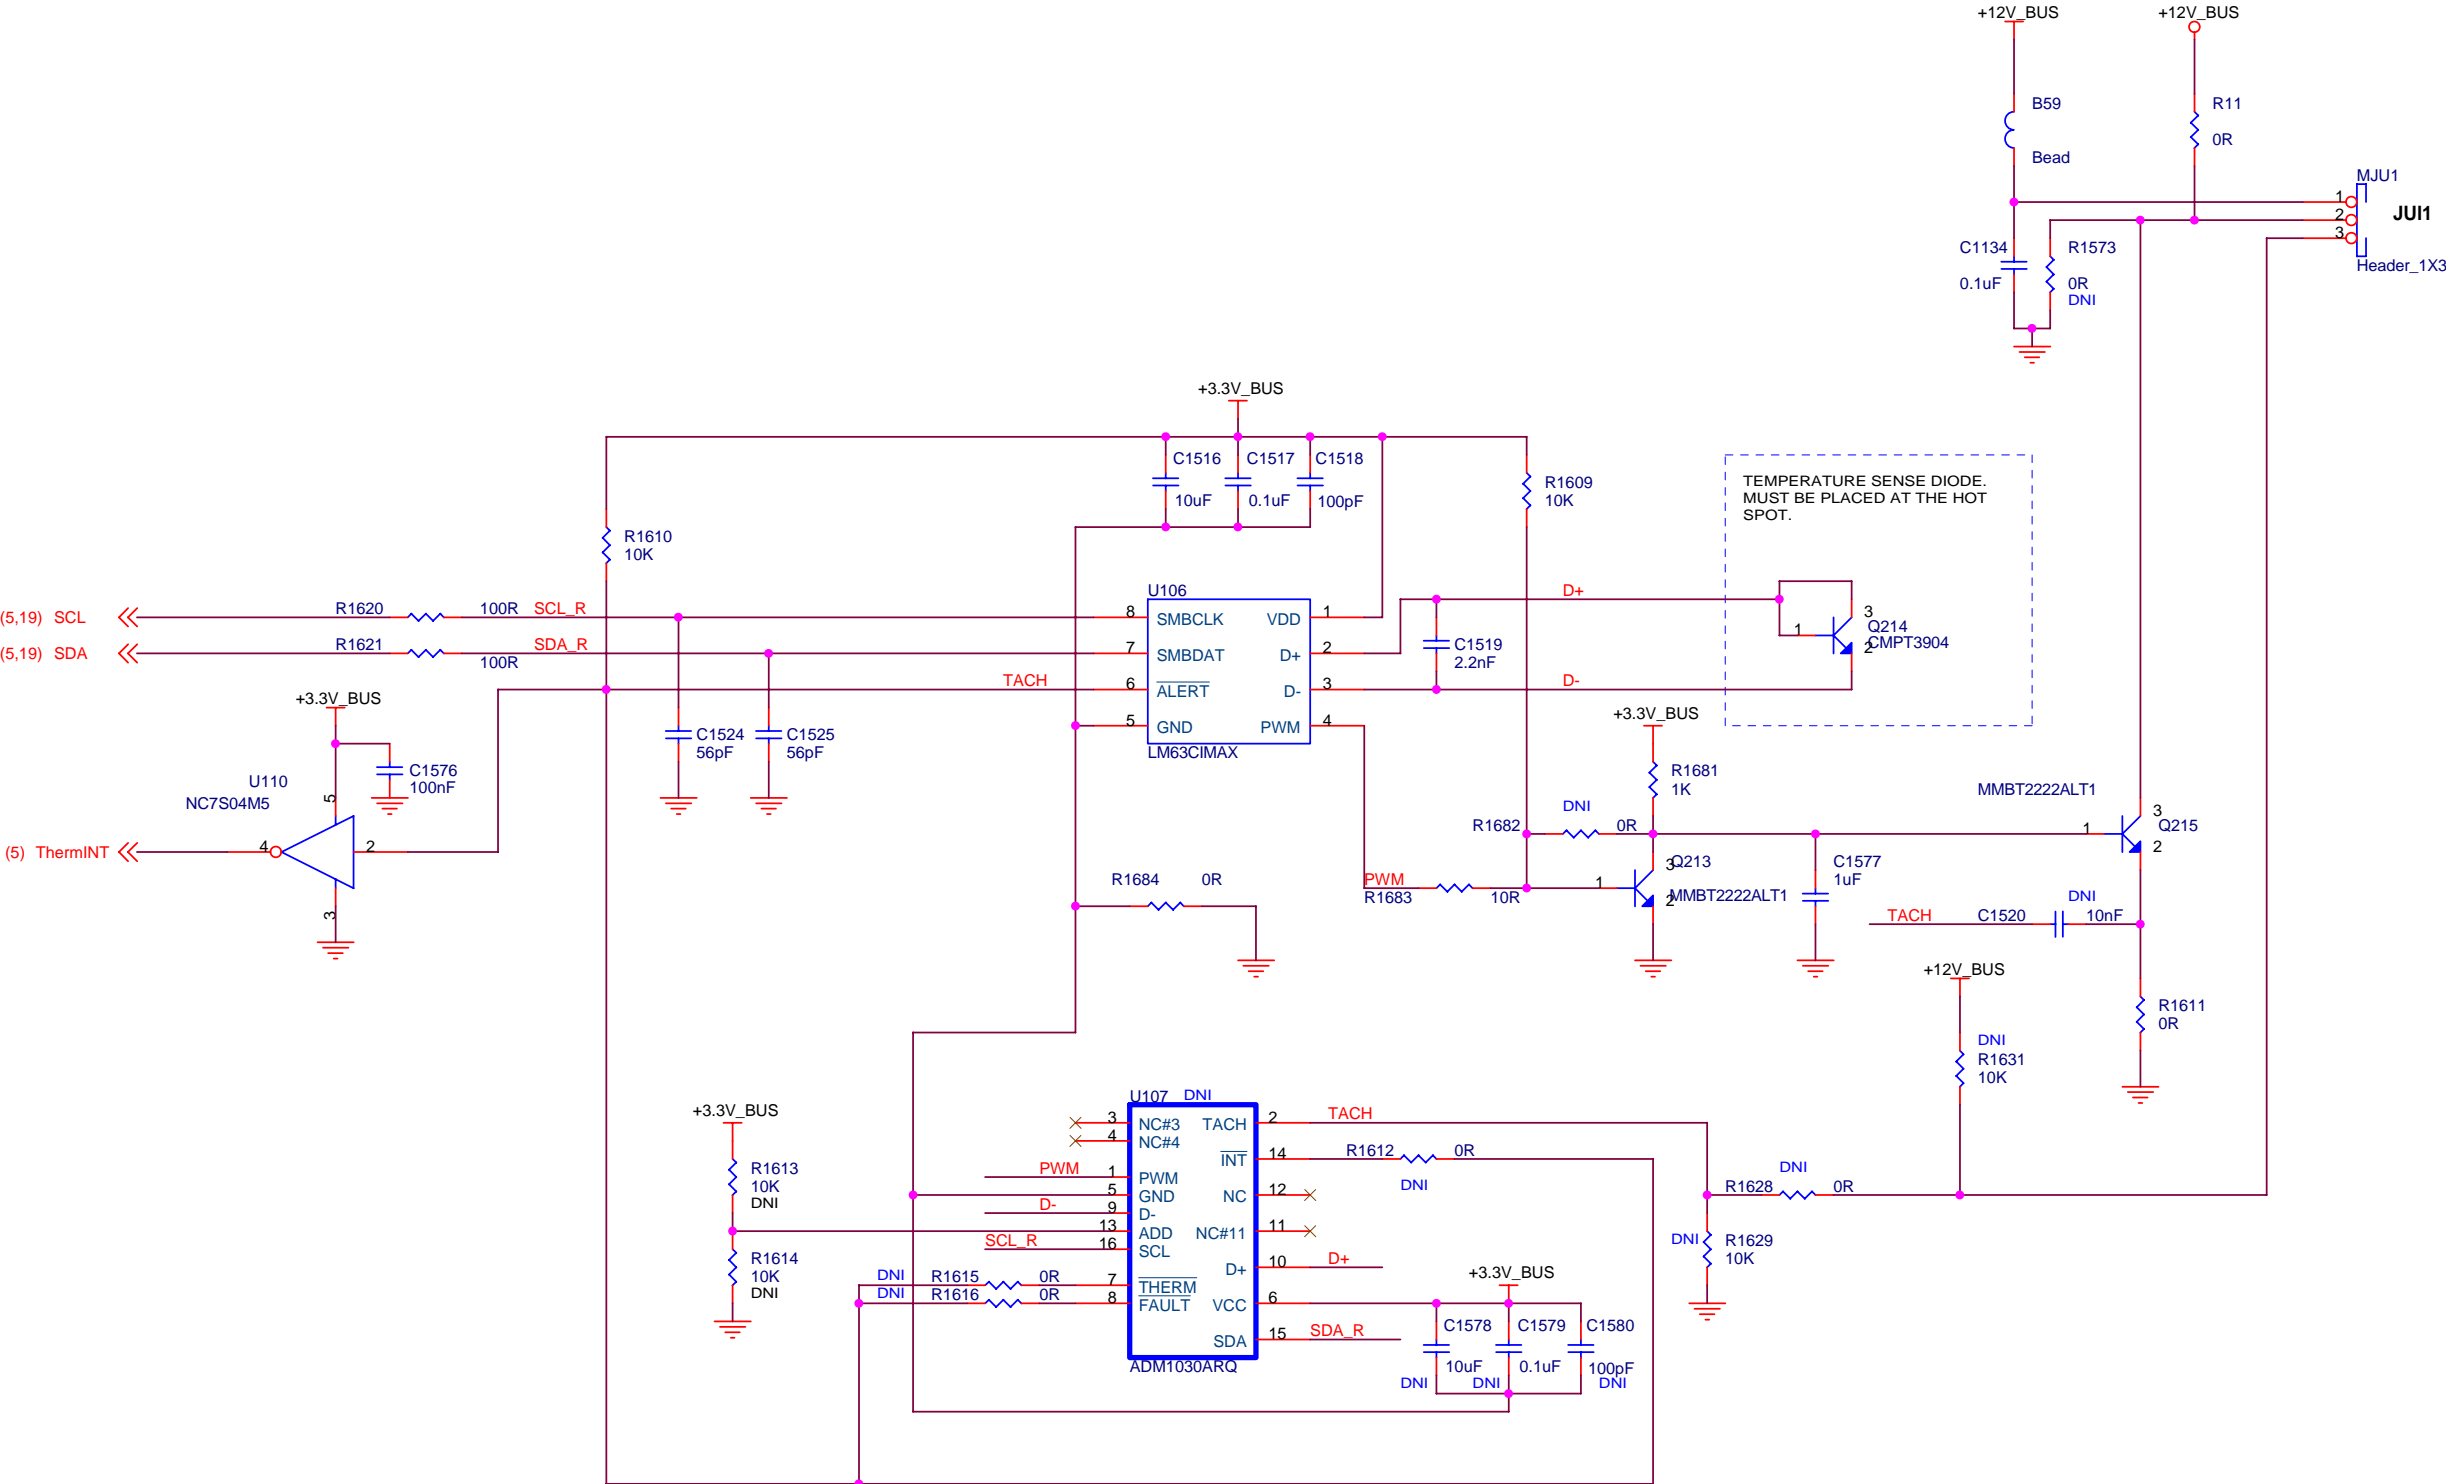 +12V_BUS
+12V_BUS
B59
Bead
R11
0R
MJU1
1
2
3
JUI1
Header_1X3
C1134
0.1uF
R1573
0R
DNI
+3.3V_BUS
C1516
10uF
C1517
0.1uF
C1518
100pF
R1609
10K
TEMPERATURE SENSE DIODE.
MUST BE PLACED AT THE HOT
SPOT.
R1610
10K
(5,19) SCL
R1620
100R
SCL_R
(5,19) SDA
R1621
100R
SDA_R
TACH
U106
8
SMBCLK
VDD
1
7
SMBDAT
D+
2
6
ALERT
D-
3
5
GND
PWM
4
LM63CIMAX
C1519
2.2nF
D+
D-
1
3
Q214
2
CMPT3904
+3.3V_BUS
U110
NC7S04M5
C1576
100nF
5
4
2
3
(5) ThermINT
C1524
56pF
C1525
56pF
+3.3V_BUS
R1681
1K
DNI
R1682
0R
MMBT2222ALT1
1
3
Q215
2
R1684
0R
PWM
R1683
10R
1
3
Q213
2
MMBT2222ALT1
C1577
1uF
DNI
TACH
C1520
10nF
+12V_BUS
DNI
R1631
10K
R1611
0R
+3.3V_BUS
R1613
10K
DNI
R1614
10K
DNI
U107
DNI
3
NC#3
TACH
2
TACH
4
NC#4
INT
14
R1612
0R
DNI
PWM
1
PWM
5
GND
NC
12
D-
9
D-
13
ADD
NC#11
11
SCL_R
16
SCL
D+
10
D+
DNI
R1615
0R
7
THERM
DNI
R1616
0R
8
FAULT
VCC
6
SDA
15
SDA_R
ADM1030ARQ
DNI
R1628
0R
DNI
R1629
10K
+3.3V_BUS
C1578
10uF
DNI
C1579
0.1uF
DNI
C1580
100pF
DNI